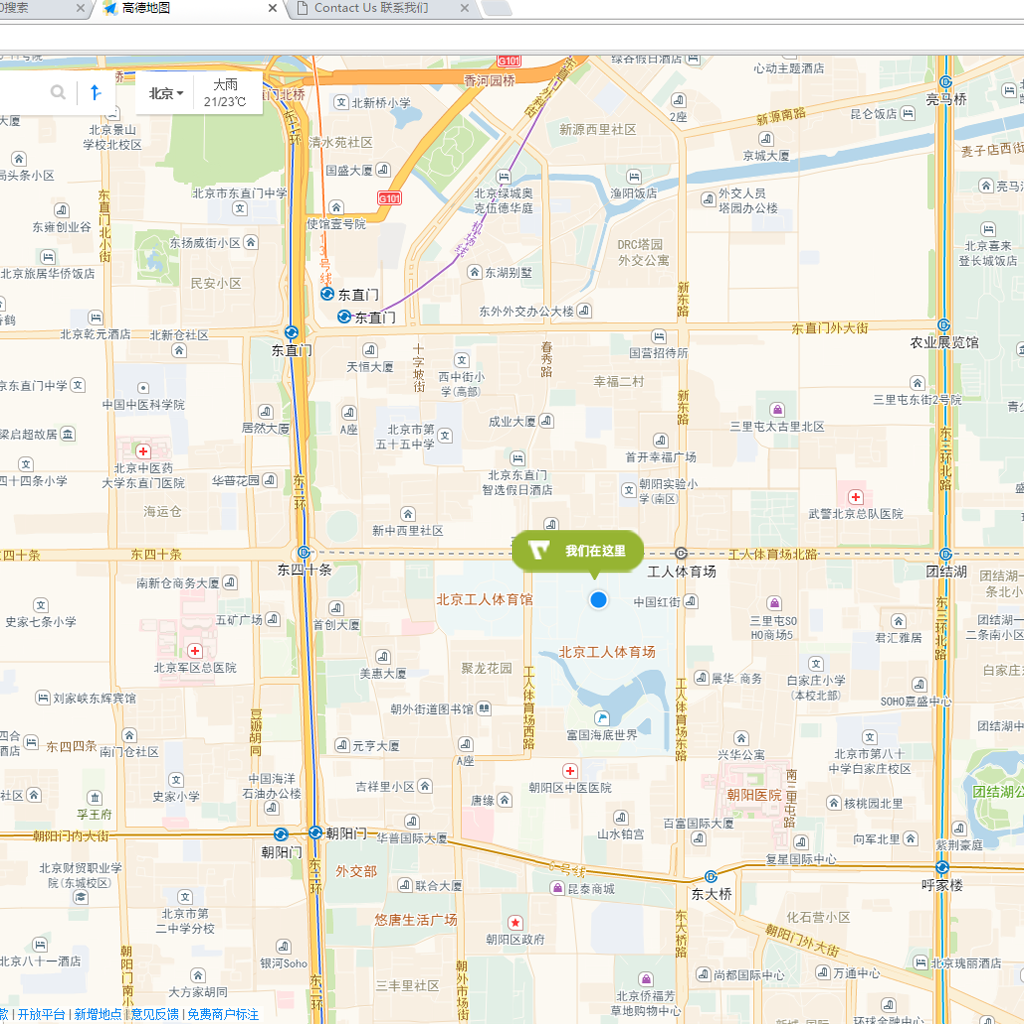 搜索
高德地图
Contact Us 联系我们
G101
香河园桥
绿谷假日酒店
心动主题酒店
北京
大雨
21/23℃
门北桥
东二环
北新桥小学
2座
亮马桥
昆仑饭店
新源南路
新源西里社区
清水苑社区
北京景山
学校北校区
京城大厦
麦子店西街
国盛大厦
局头条小区
北京绿城奥
克伍德华庭
渔阳饭店
外交人员
塔园办公楼
北京市东直门中学
G101
东直门北小街
使馆壹号院
东雍创业谷
东扬威街小区
机场线
13号线
DRC塔园
外交公寓
北京喜来
登长城饭店
北京旅居华侨饭店
东湖别墅
民安小区
新东路
东直门
东直门
东外外交办公大楼
东直门外大街
北京乾元酒店
北新仓社区
东直门
农业展览馆
天恒大厦
十字坡街
西中街小
学(高部)
春秀路
国营招待所
幸福二村
京东直门中学
中国中医科学院
三里屯东街2号院
新东路
居然大厦
A座
北京市第
五十五中学
成业大厦
三里屯太古里北区
梁启超故居
首开幸福广场
东三环北路
北京中医药
大学东直门医院
四十四条小学
华普花园
东二环
北京东直门
智选假日酒店
朝阳实验小
学(南区)
武警北京总队医院
海运仓
新中西里社区
我们在这里
东四十条
东四十条
工人体育场北路
东四十条
工人体育场
团结湖
南新仓商务大厦
北京工人体育馆
中国红街
史家七条小学
五矿广场
首创大厦
三里屯SO
HO商场5
君汇雅居
团结湖一
二条南小区
东三环北路
北京军区总医院
北京工人体育场
美惠大厦
聚龙花园
展华. 商务
白家庄小学
(本校北部)
刘家峡东辉宾馆
朝外街道图书馆
工人体育场西路
工人体育场东路
SOHO嘉盛中心
富国海底世界
豆瓣胡同
东四四条
南门仓社区
元亨大厦
A座
兴华公寓
北京市第八十
中学白家庄校区
中国海洋
石油办公楼
吉祥里小区
朝阳区中医医院
史家小学
唐缘
朝阳医院
南三里屯路
核桃园北里
团结湖公
孚王府
山水铂宫
百富国际大厦
朝阳门内大街
朝阳门
华普国际大厦
向军北里
紫荆豪庭
朝阳门
复星国际中心
北京财贸职业学
院(东城校区)
外交部
6号线
呼家楼
东二环
联合大厦
昆泰商城
东大桥
北京市第
二中学分校
悠唐生活广场
朝阳区政府
化石营小区
东大桥路
朝阳门外大街
北京八十一酒店
银河Soho
朝阳门南小
大方家胡同
三丰里社区
朝外市场街
东二环
北京侨福芳
草地购物中心
尚都国际中心
万通中心
北京瑰丽酒店
环球金融中心
款 | 开放平台 | 新增地点 | 意见反馈 | 免费商户标注